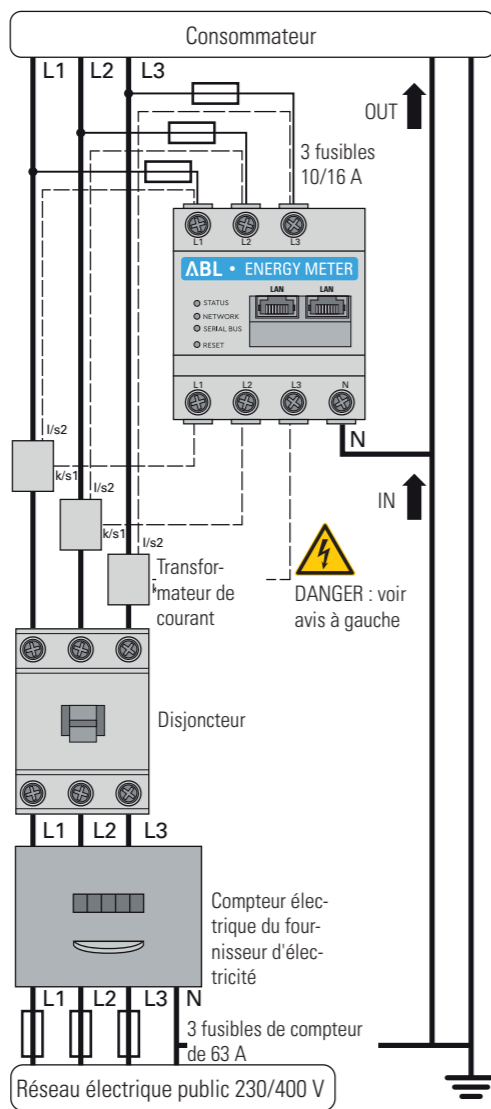 Consommateur
L1 L2 L3
OUT
3 fusibles
10/16 A
L1 L2 L3
ABL • ENERGY METER
LAN LAN
STATUS
NETWORK
SERIAL BUS
RESET
L1 L2 L3 N
N
l/s2
k/s1
l/s2
k/s1
l/s2
IN
Transfor-
mateur de
courant
DANGER : voir
avis à gauche
Disjoncteur
L1 L2 L3
Compteur élec-
trique du four-
nisseur d'élec-
tricité
L1 L2 L3 N
3 fusibles de compteur
de 63 A
Réseau électrique public 230/400 V